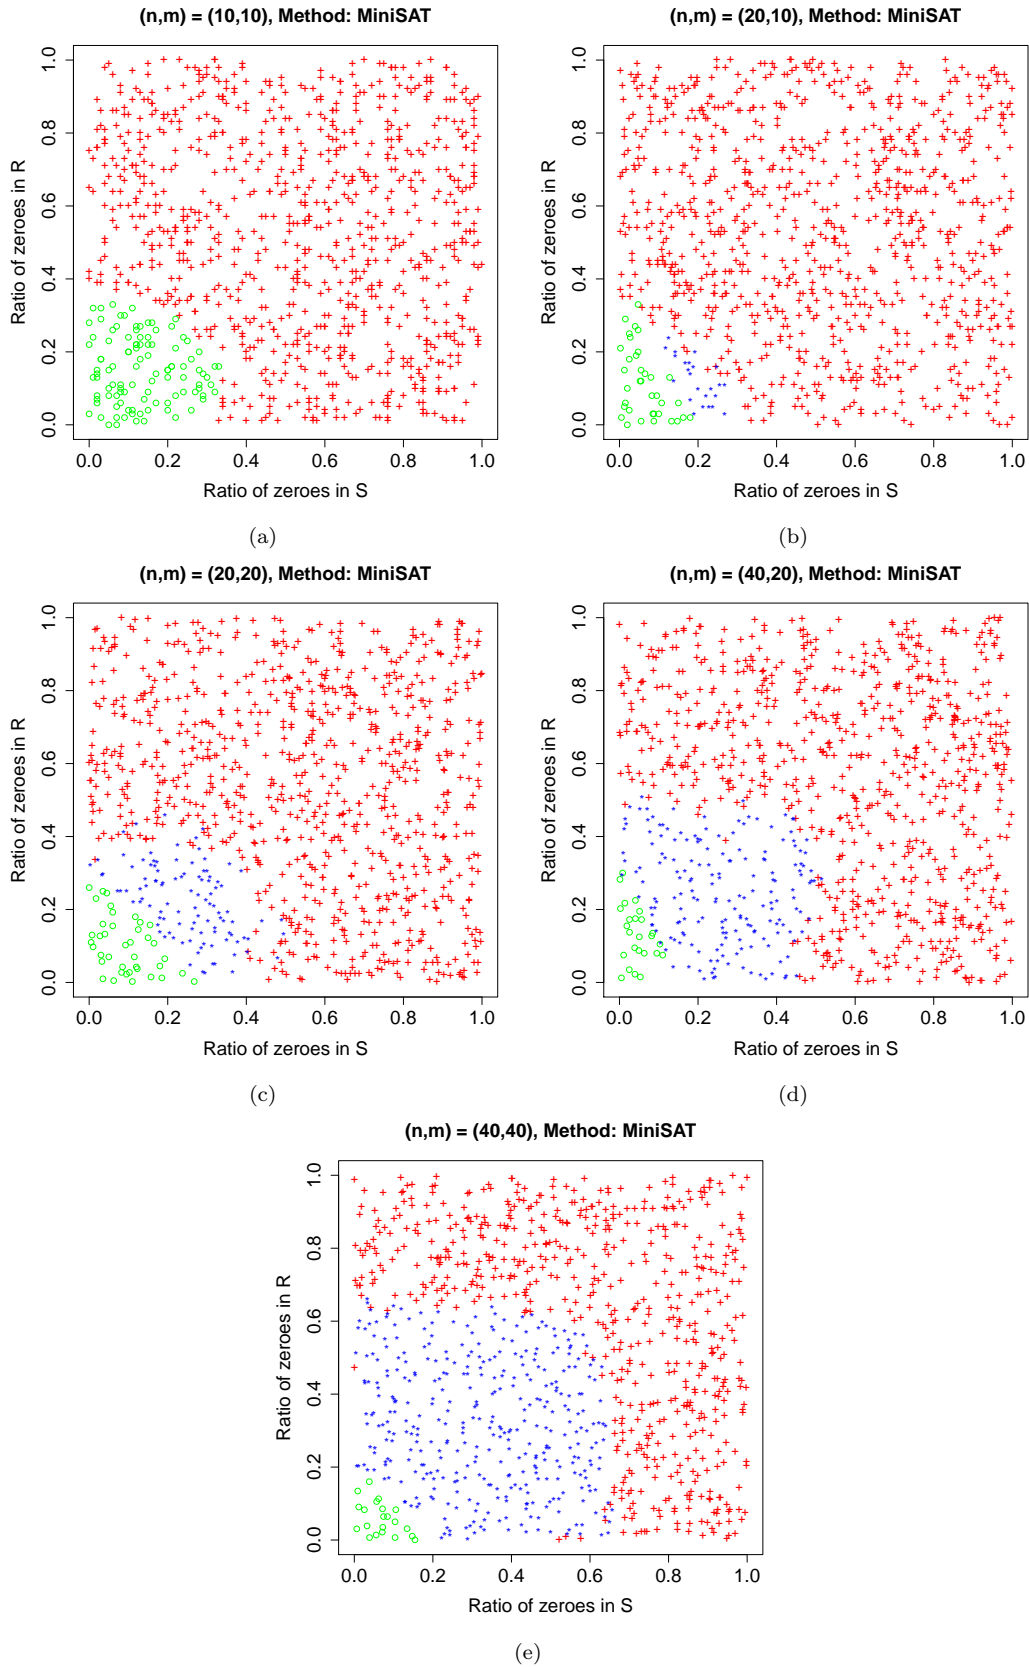 (n,m) = (10,10), Method: MiniSAT
Ratio of zeroes in R
0.0 0.2 0.4 0.6 0.8 1.0
0.0 0.2 0.4 0.6 0.8 1.0
Ratio of zeroes in S
(a)
(n,m) = (20,10), Method: MiniSAT
Ratio of zeroes in R
0.0 0.2 0.4 0.6 0.8 1.0
0.0 0.2 0.4 0.6 0.8 1.0
Ratio of zeroes in S
(b)
(n,m) = (20,20), Method: MiniSAT
Ratio of zeroes in R
0.0 0.2 0.4 0.6 0.8 1.0
0.0 0.2 0.4 0.6 0.8 1.0
Ratio of zeroes in S
(c)
(n,m) = (40,20), Method: MiniSAT
Ratio of zeroes in R
0.0 0.2 0.4 0.6 0.8 1.0
0.0 0.2 0.4 0.6 0.8 1.0
Ratio of zeroes in S
(d)
(n,m) = (40,40), Method: MiniSAT
Ratio of zeroes in R
0.0 0.2 0.4 0.6 0.8 1.0
0.0 0.2 0.4 0.6 0.8 1.0
Ratio of zeroes in S
(e)